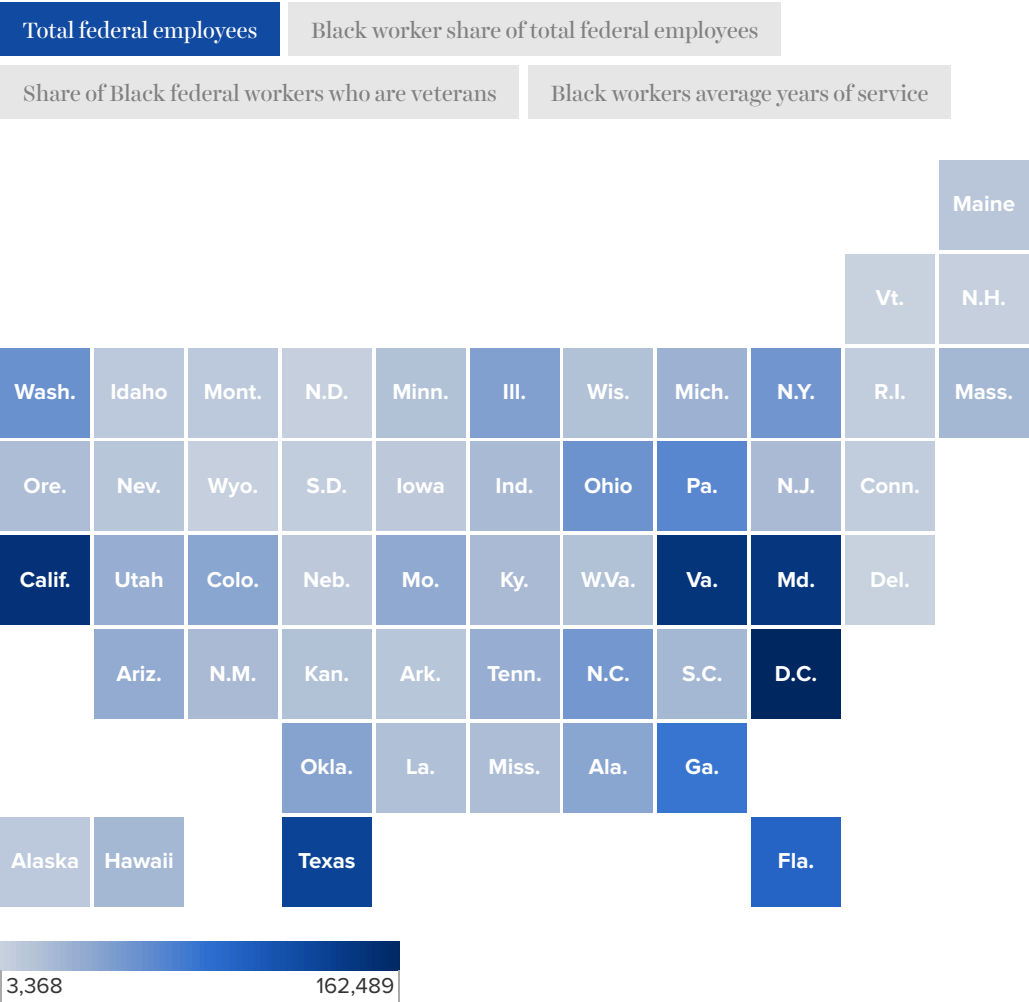 Total federal employees
Black worker share of total federal employees
Share of Black federal workers who are veterans
Black workers average years of service
Maine
Vt.
N.H.
Wash.
Idaho
Mont.
N.D.
Minn.
Ill.
Wis.
Mich.
N.Y.
R.I.
Mass.
Ore.
Nev.
Wyo.
S.D.
Iowa
Ind.
Ohio
Pa.
N.J.
Conn.
Calif.
Utah
Colo.
Neb.
Mo.
Ky.
W.Va.
Va.
Md.
Del.
Ariz.
N.M.
Kan.
Ark.
Tenn.
N.C.
S.C.
D.C.
Okla.
La.
Miss.
Ala.
Ga.
Alaska
Hawaii
Texas
Fla.
3,368
162,489